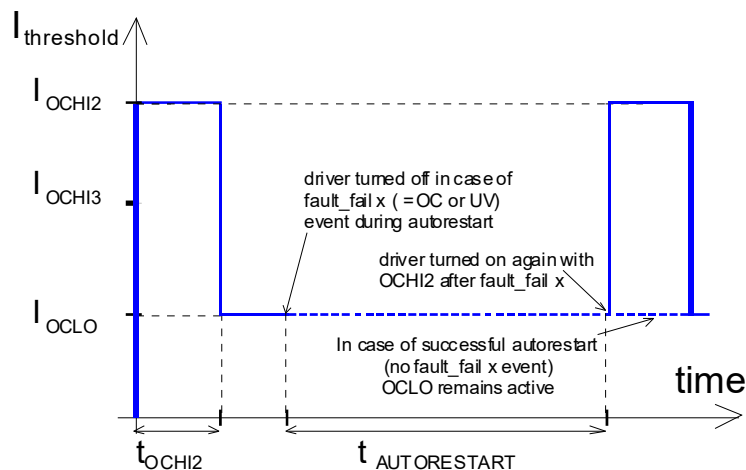 I threshold
I OCHI2
I OCHI3
I OCLO
driver turned off in case of
fault_fail x ( =OC or UV)
event during autorestart
driver turned on again with
OCHI2 after fault_fail x
In case of successful autorestart
(no fault_fail x event)
OCLO remains active
time
t OCHI2
t AUTORESTART